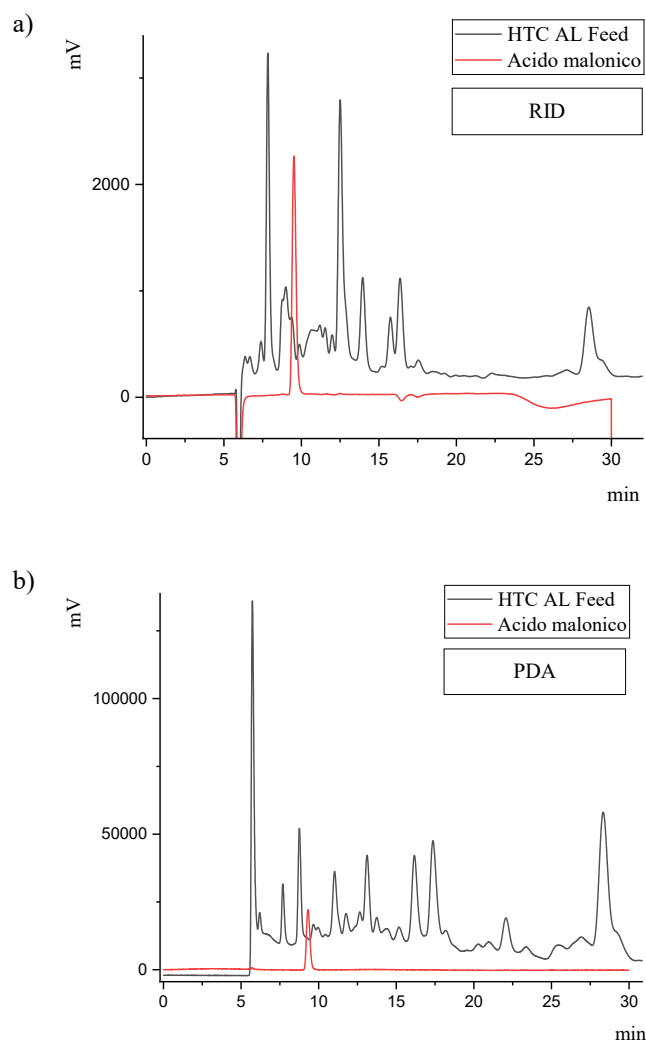 a)
mV
HTC AL Feed
Acido malonico
RID
2000
0
0 5 10 15 20 25 30
min
b)
mV
HTC AL Feed
Acido malonico
PDA
100000
50000
0
0 5 10 15 20 25 30
min